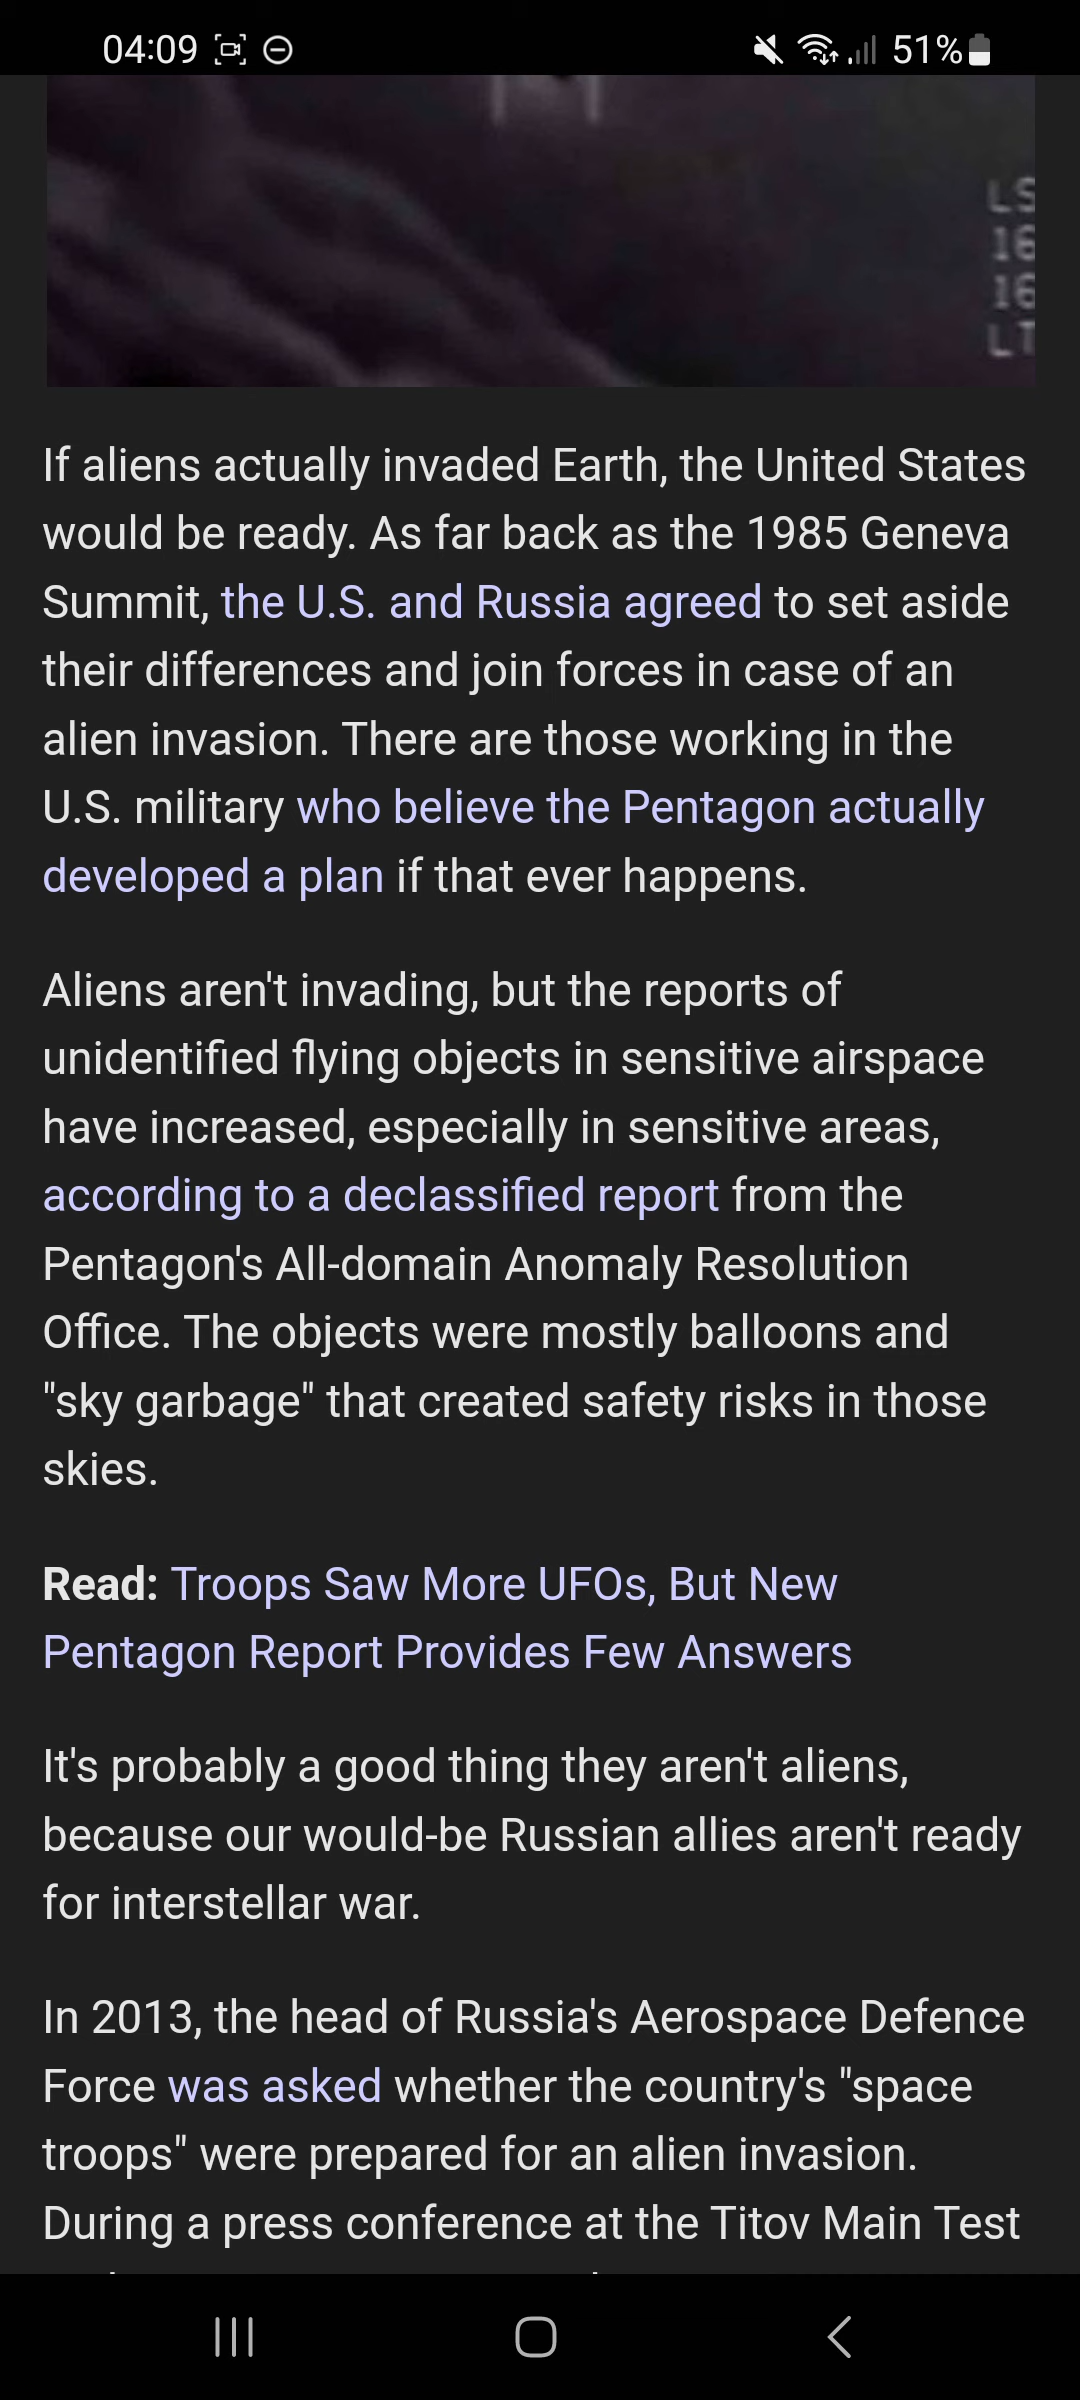 04:09
51%
LS
16
16
LT
If aliens actually invaded Earth, the United States
would be ready. As far back as the 1985 Geneva
Summit, the U.S. and Russia agreed to set aside
their differences and join forces in case of an
alien invasion. There are those working in the
U.S. military who believe the Pentagon actually
developed a plan if that ever happens.
Aliens aren't invading, but the reports of
unidentified flying objects in sensitive airspace
have increased, especially in sensitive areas,
according to a declassified report from the
Pentagon's All-domain Anomaly Resolution
Office. The objects were mostly balloons and
"sky garbage" that created safety risks in those
skies.
Read: Troops Saw More UFOs, But New
Pentagon Report Provides Few Answers
It's probably a good thing they aren't aliens,
because our would-be Russian allies aren't ready
for interstellar war.
In 2013, the head of Russia's Aerospace Defence
Force was asked whether the country's "space
troops" were prepared for an alien invasion.
During a press conference at the Titov Main Test